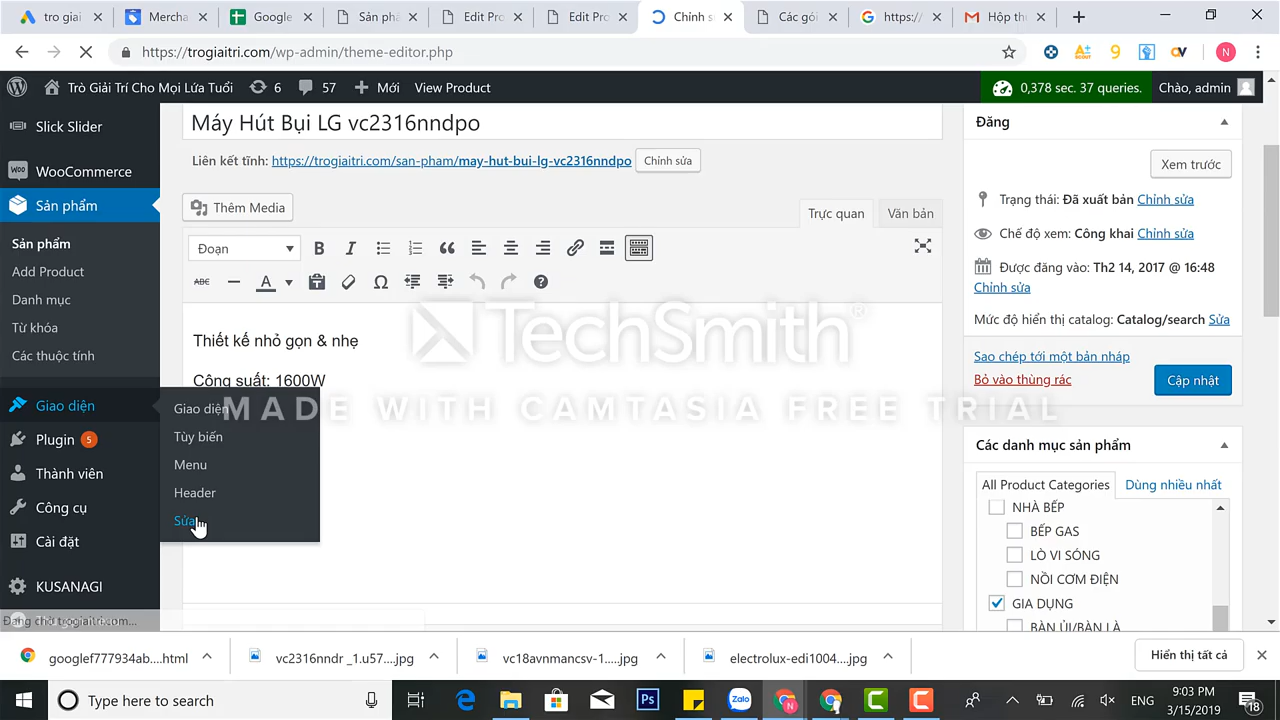 tro giai
Mercha
Google
Sản phẩ
Edit Pro
Edit Pro
Chỉnh s
Các gói
https://
Hộp th
N
https://trogiaitri.com/wp-admin/theme-editor.php
Trò Giải Trí Cho Mọi Lứa Tuổi
6
57
Mới
View Product
0,378 sec. 37 queries.
Chào, admin
Slick Slider
WooCommerce
Sản phẩm
Sản phẩm
Add Product
Danh mục
Từ khóa
Các thuộc tính
Giao diện
Plugin 5
Thành viên
Công cụ
Cài đặt
KUSANAGI
Giao diện
Tùy biến
Menu
Header
Sửa
Máy Hút Bụi LG vc2316nndpo
Liên kết tĩnh: https://trogiaitri.com/san-pham/may-hut-bui-lg-vc2316nndpo Chỉnh sửa
Thêm Media
Trực quan
Văn bản
Đoạn
Thiết kế nhỏ gọn & nhẹ
Công suất: 1600W
TechSmith®
MADE WITH CAMTASIA FREE TRIAL
Đăng
Xem trước
Trạng thái: Đã xuất bản Chỉnh sửa
Chế độ xem: Công khai Chỉnh sửa
Được đăng vào: Th2 14, 2017 @ 16:48
Chỉnh sửa
Mức độ hiển thị catalog: Catalog/search Sửa
Sao chép tới một bản nháp
Bỏ vào thùng rác
Cập nhật
Các danh mục sản phẩm
All Product Categories
Dùng nhiều nhất
NHÀ BẾP
BẾP GAS
LÒ VI SÓNG
NỒI CƠM ĐIỆN
GIA DỤNG
BÀN ỦI/BÀN LÀ
googlef777934ab....html
vc2316nndr _1.u57....jpg
vc18avnmancsv-1.....jpg
electrolux-edi1004....jpg
Hiển thị tất cả
Type here to search
ENG
9:03 PM
3/15/2019
18